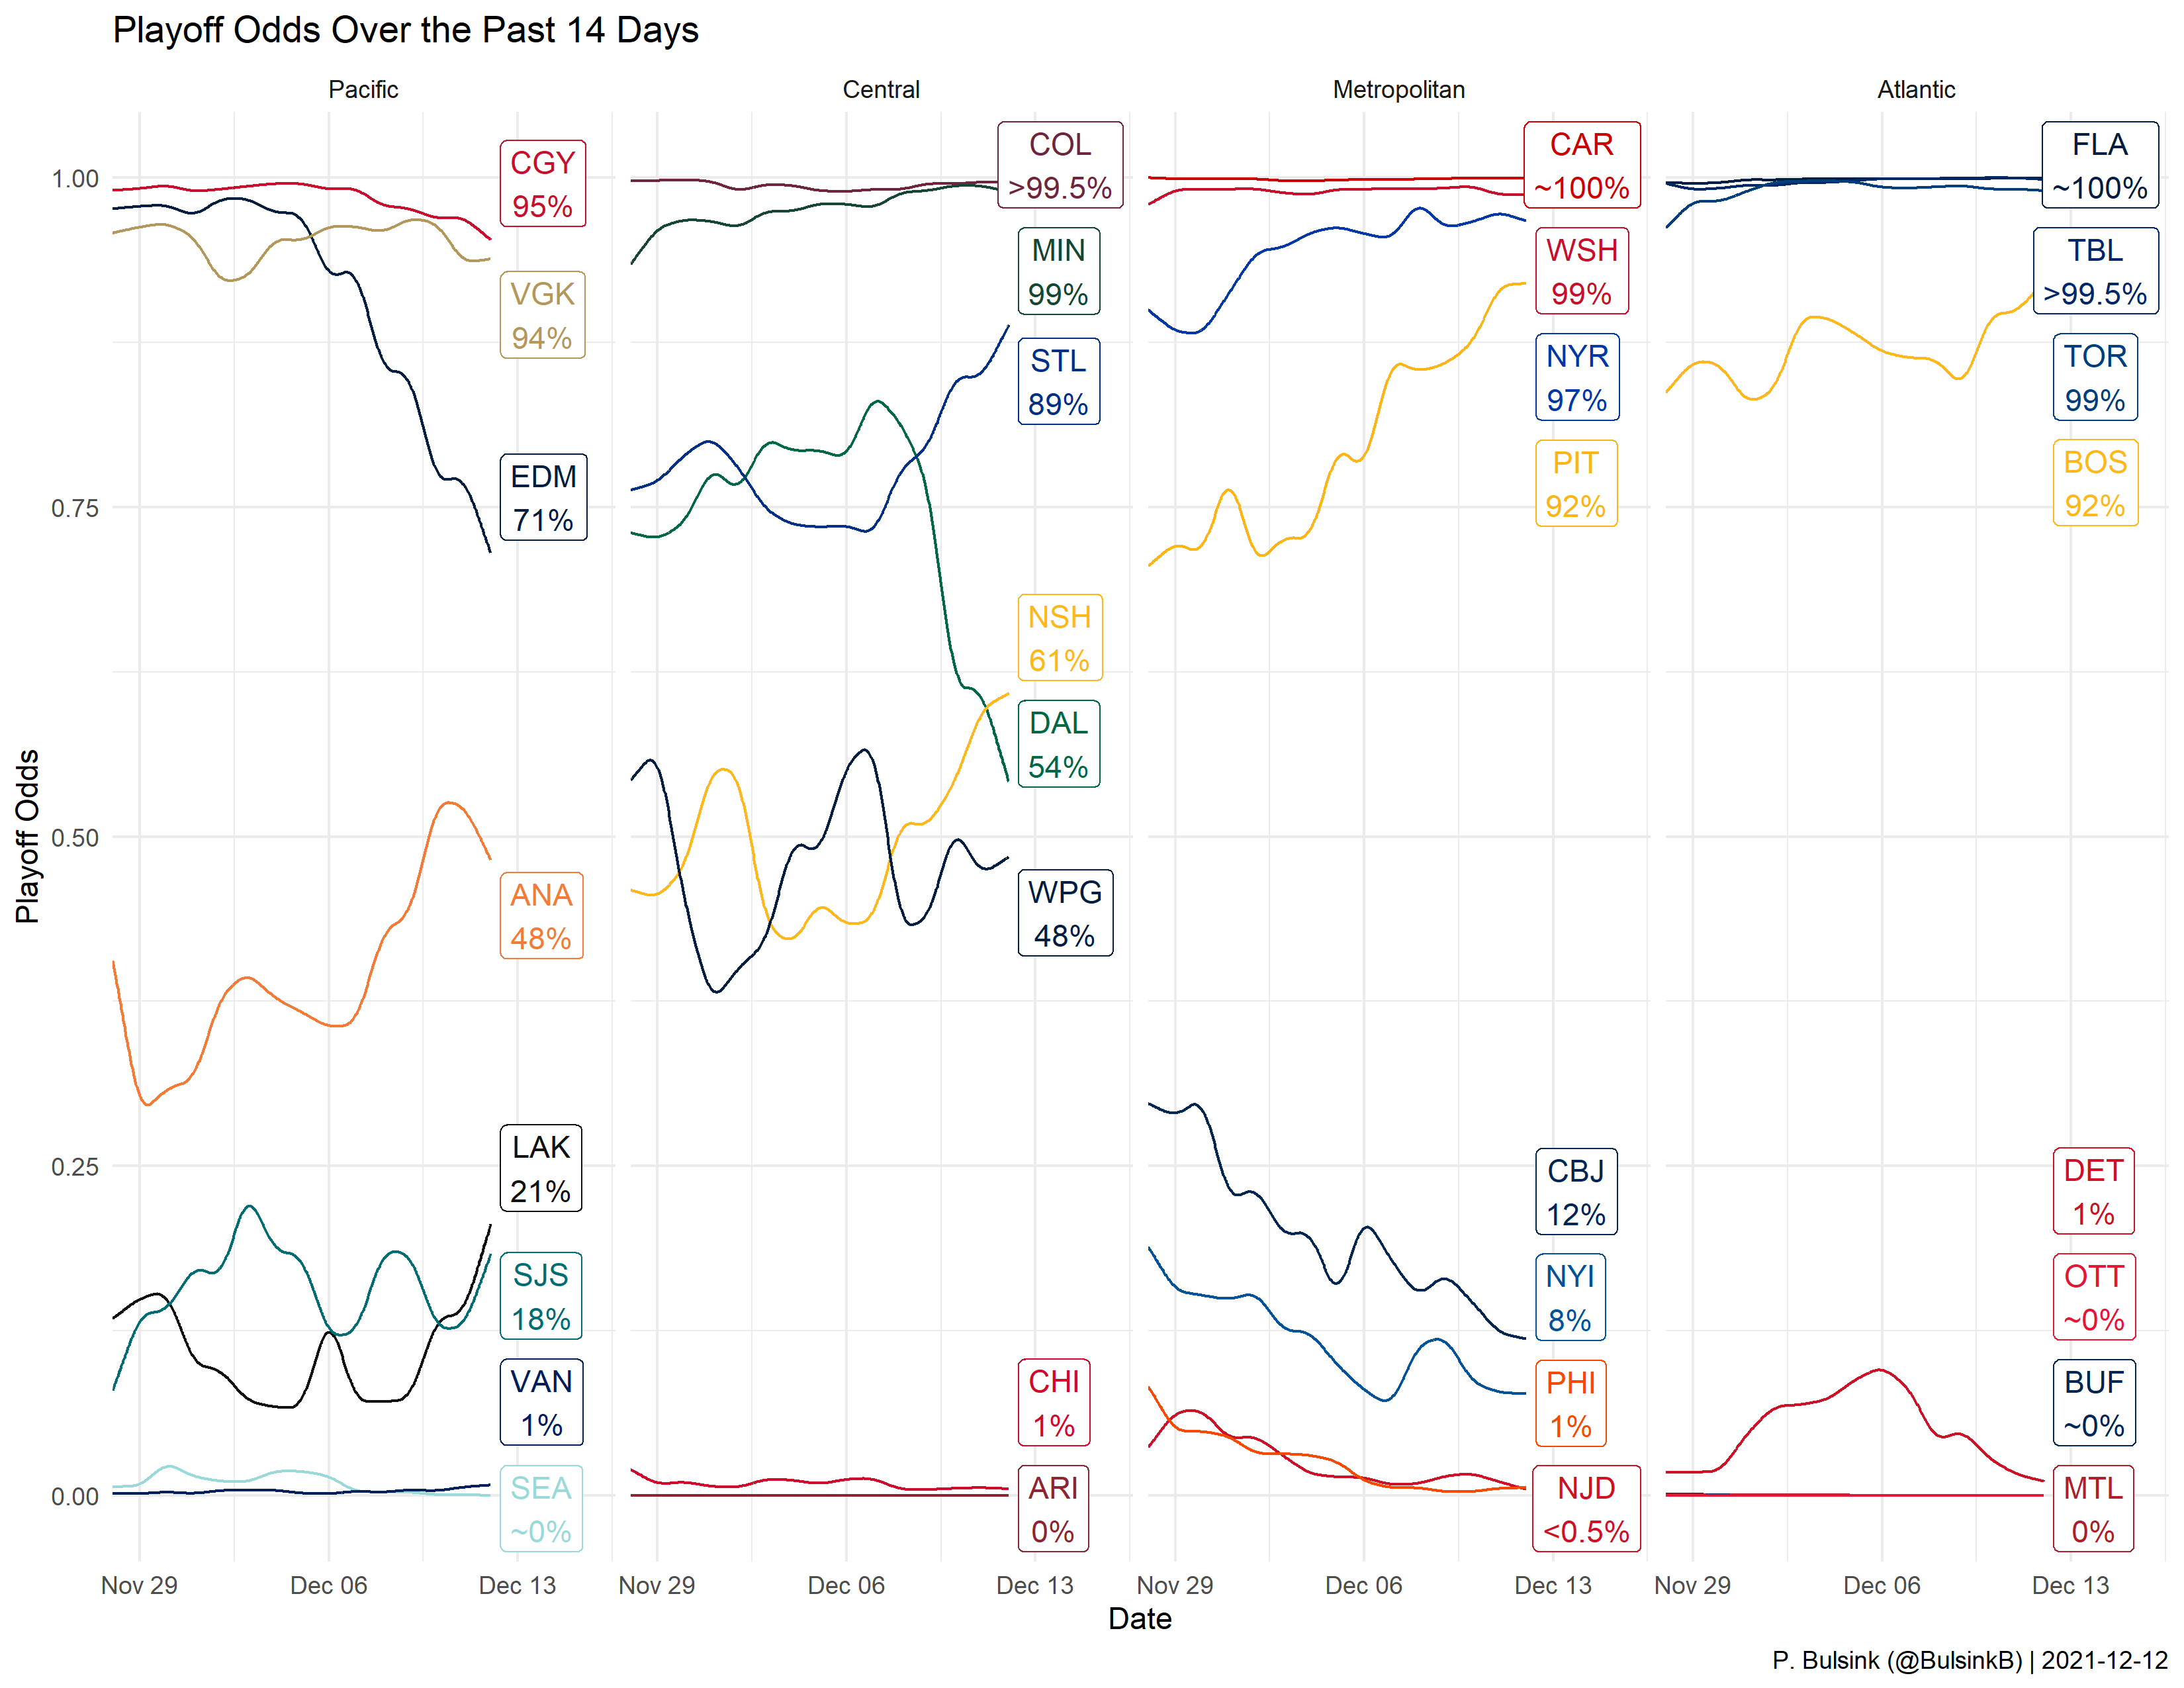 Playoff Odds Over the Past 14 Days
Pacific
Central
Metropolitan
Atlantic
Playoff Odds
1.00
0.75
0.50
0.25
0.00
CGY
95%
VGK
94%
EDM
71%
ANA
48%
LAK
21%
SJS
18%
VAN
1%
SEA
~0%
COL
>99.5%
MIN
99%
STL
89%
NSH
61%
DAL
54%
WPG
48%
CHI
1%
ARI
0%
CAR
~100%
WSH
99%
NYR
97%
PIT
92%
CBJ
12%
NYI
8%
PHI
1%
NJD
<0.5%
FLA
~100%
TBL
>99.5%
TOR
99%
BOS
92%
DET
1%
OTT
~0%
BUF
~0%
MTL
0%
Nov 29 Dec 06 Dec 13 Nov 29 Dec 06 Dec 13 Nov 29 Dec 06 Dec 13 Nov 29 Dec 06 Dec 13
Date
P. Bulsink (@BulsinkB) | 2021-12-12